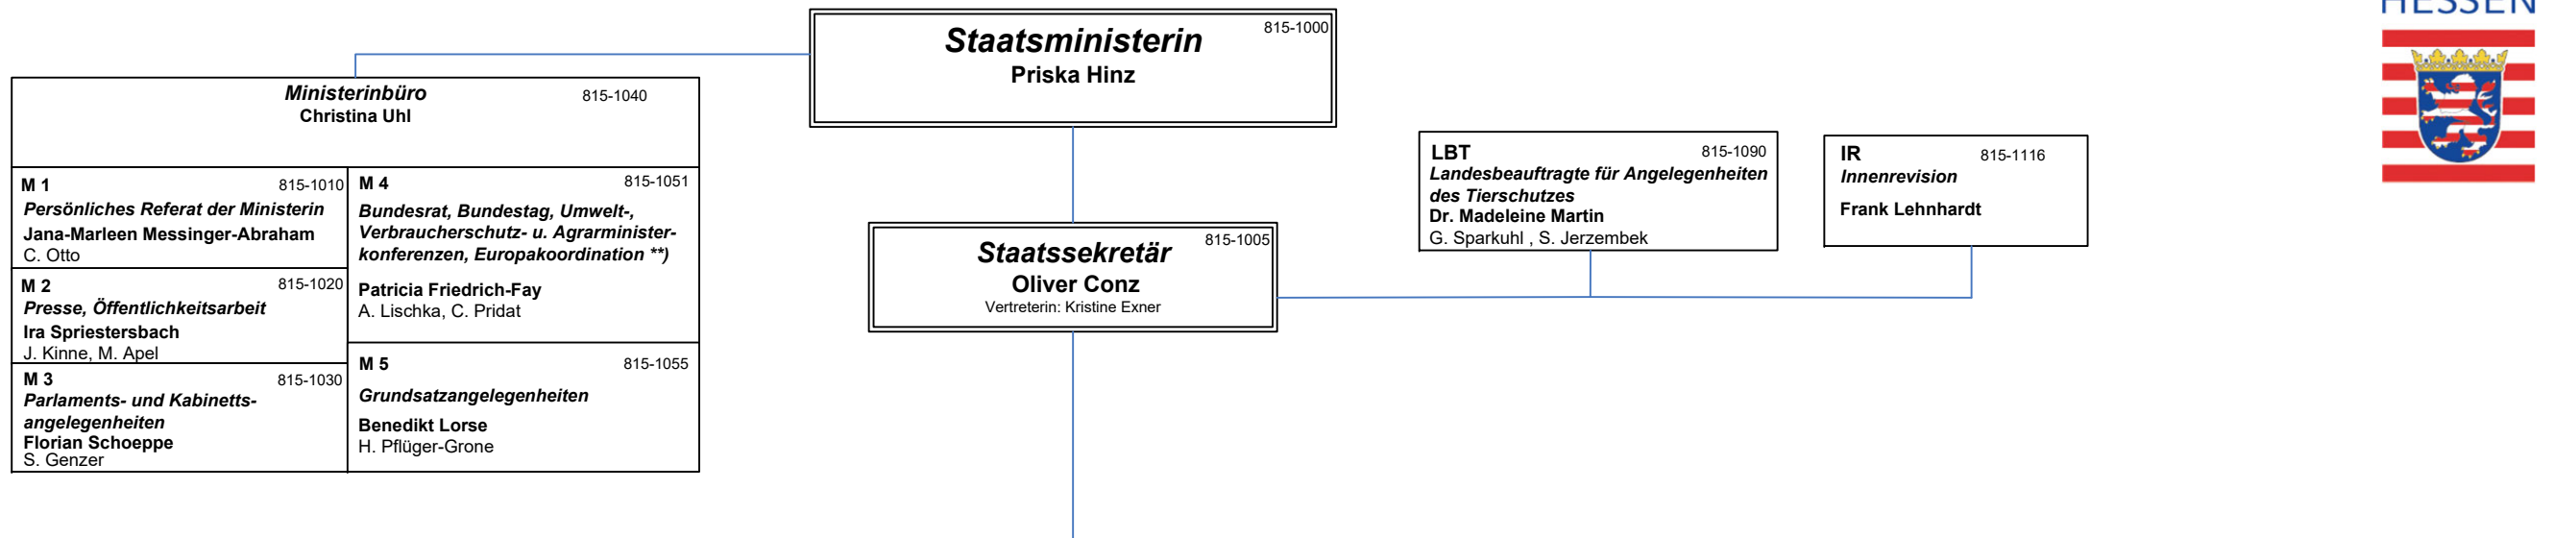 HESSEN
815-1000
Staatsministerin
Priska Hinz
Ministerinbüro 815-1040
Christina Uhl
M 1 815-1010
Persönliches Referat der Ministerin
Jana-Marleen Messinger-Abraham
C. Otto
M 2 815-1020
Presse, Öffentlichkeitsarbeit
Ira Spriestersbach
J. Kinne, M. Apel
M 3 815-1030
Parlaments- und Kabinetts-
angelegenheiten
Florian Schoeppe
S. Genzer
M 4 815-1051
Bundesrat, Bundestag, Umwelt-,
Verbraucherschutz- u. Agrarminister-
konferenzen, Europakoordination **)
Patricia Friedrich-Fay
A. Lischka, C. Pridat
M 5 815-1055
Grundsatzangelegenheiten
Benedikt Lorse
H. Pflüger-Grone
815-1005
Staatssekretär
Oliver Conz
Vertreterin: Kristine Exner
LBT 815-1090
Landesbeauftragte für Angelegenheiten
des Tierschutzes
Dr. Madeleine Martin
G. Sparkuhl , S. Jerzembek
IR 815-1116
Innenrevision
Frank Lehnhardt